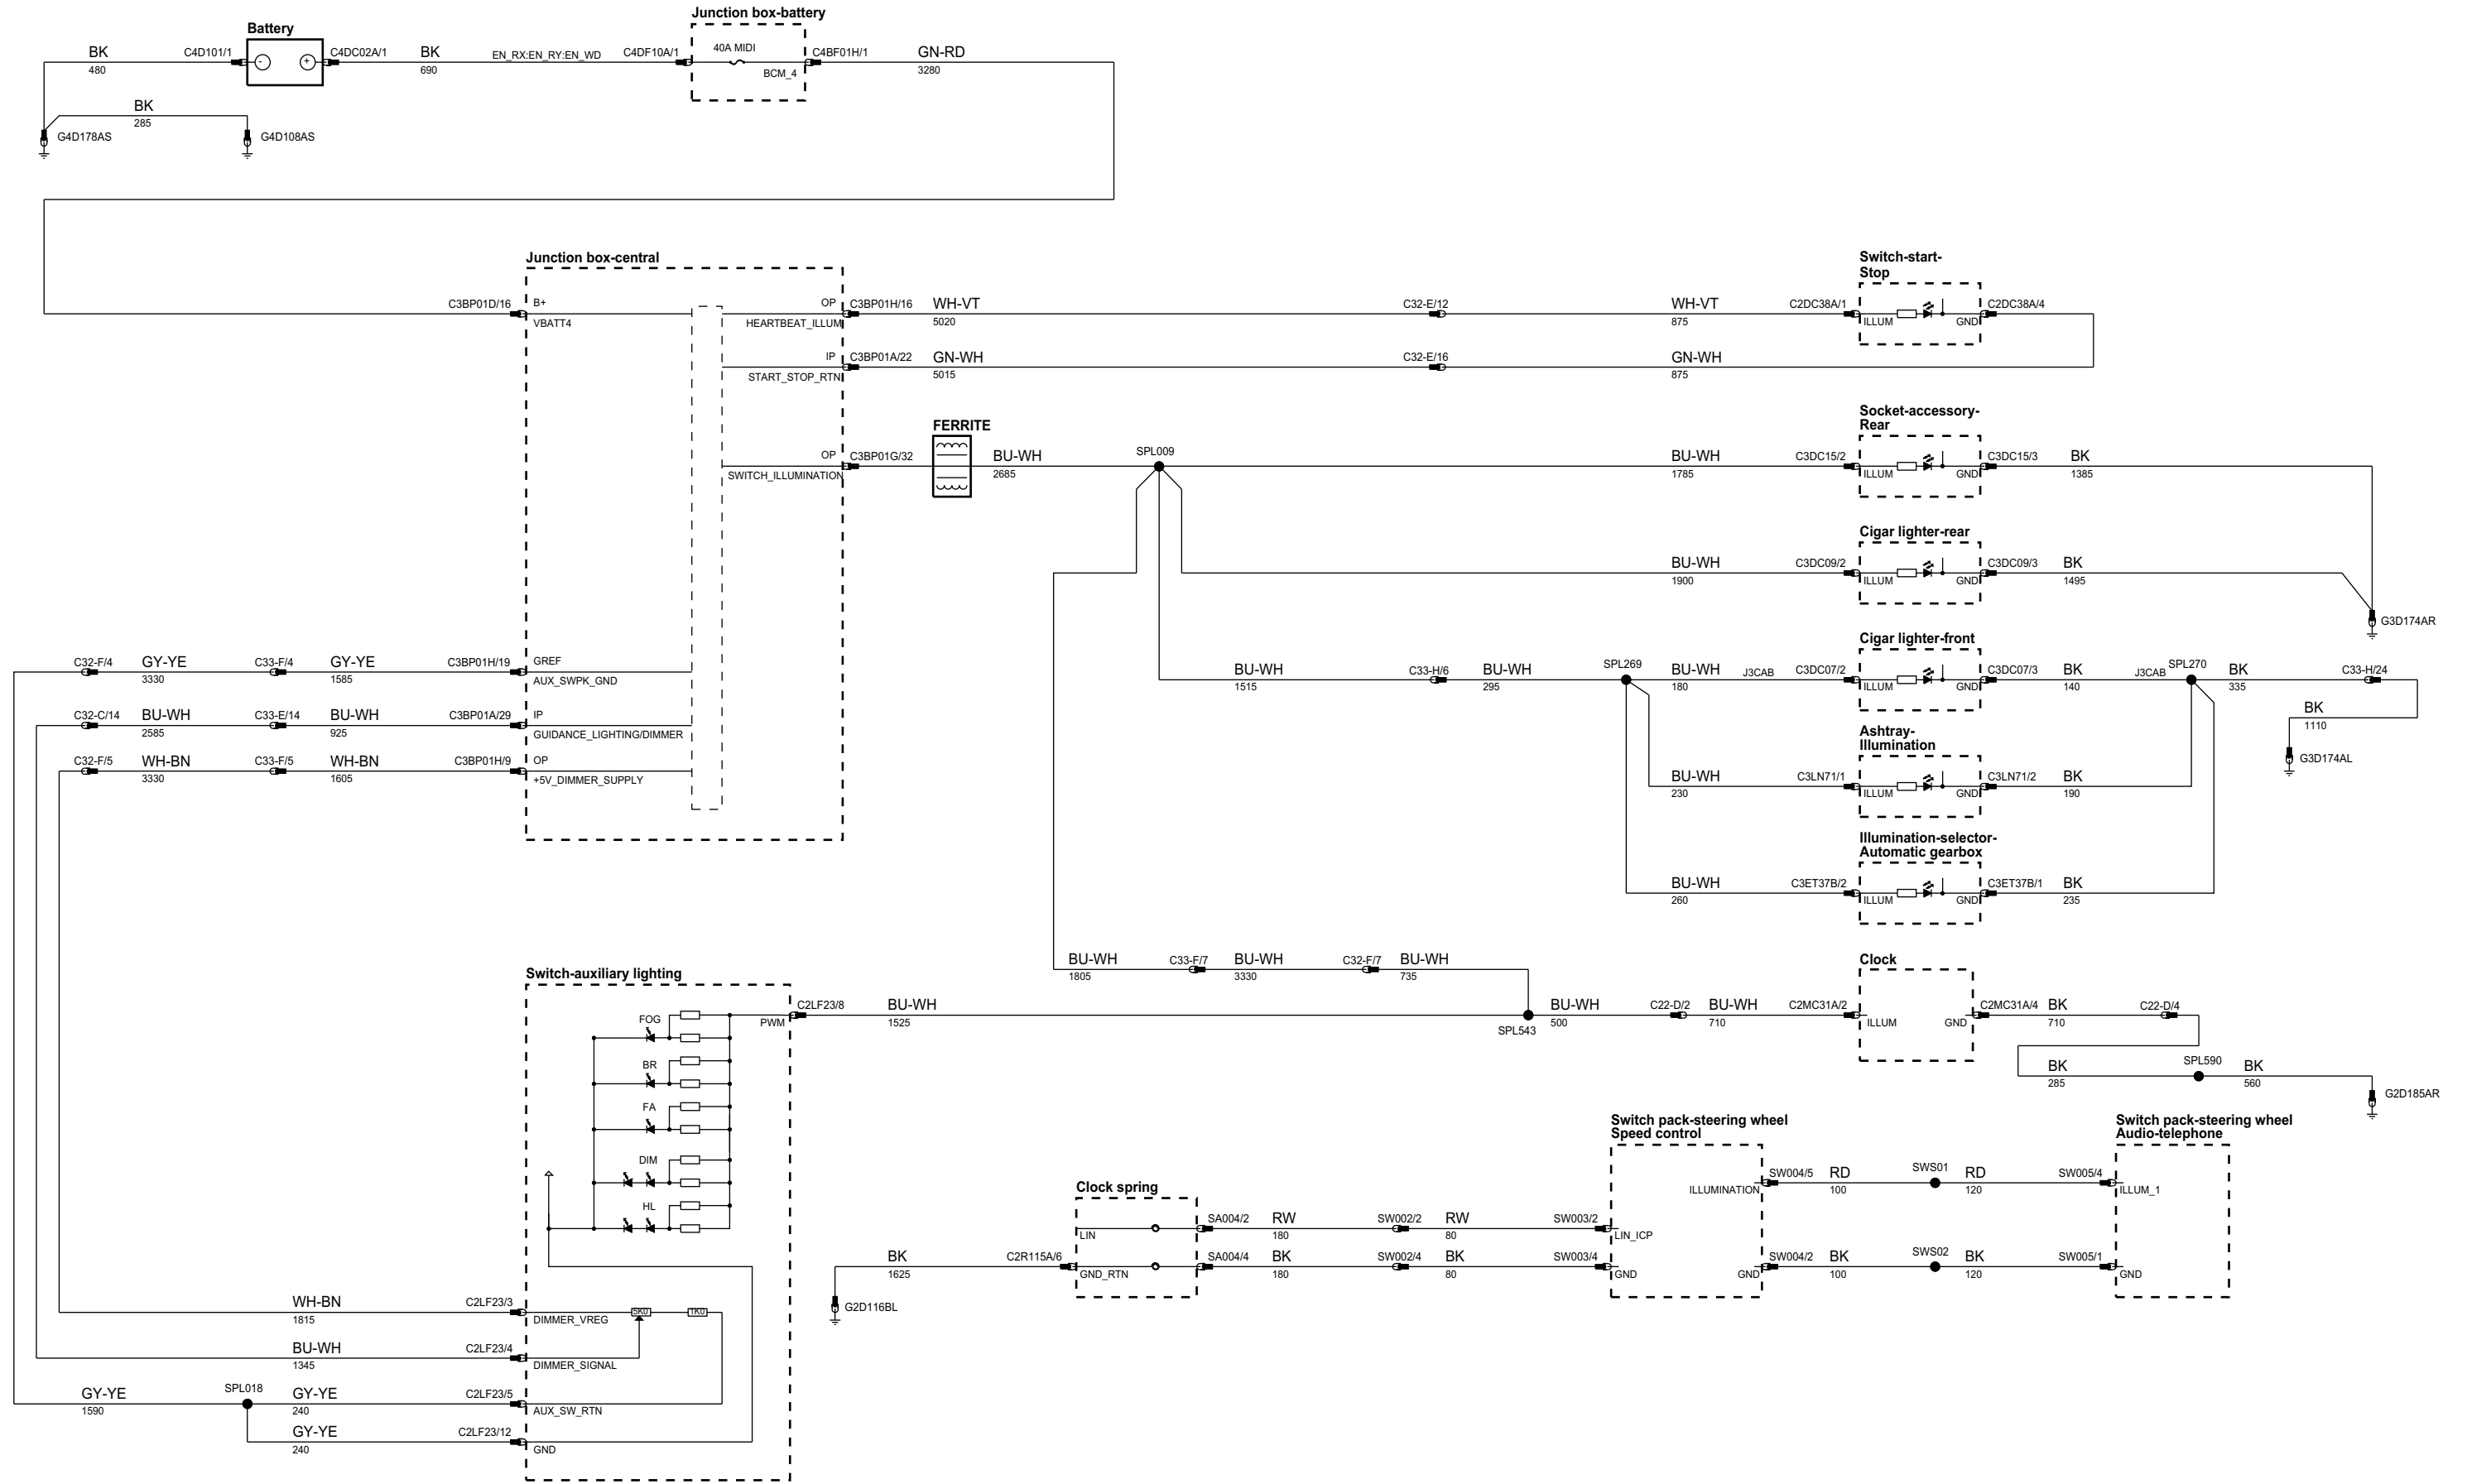 Junction box-battery
Battery
BK
480
C4D101/1
-
+
C4DC02A/1
BK
690
EN_RX:EN_RY:EN_WD
C4DF10A/1
40A MIDI
BCM_4
C4BF01H/1
GN-RD
3280
BK
285
G4D178AS
G4D108AS
Junction box-central
C3BP01D/16
B+
VBATT4
OP
HEARTBEAT_ILLUM
C3BP01H/16
WH-VT
5020
C32-E/12
WH-VT
875
Switch-start-
Stop
C2DC38A/1
ILLUM
GND
C2DC38A/4
IP
START_STOP_RTN
C3BP01A/22
GN-WH
5015
C32-E/16
GN-WH
875
OP
SWITCH_ILLUMINATION
C3BP01G/32
FERRITE
BU-WH
2685
SPL009
BU-WH
1785
Socket-accessory-
Rear
C3DC15/2
ILLUM
GND
C3DC15/3
BK
1385
Cigar lighter-rear
BU-WH
1900
C3DC09/2
ILLUM
GND
C3DC09/3
BK
1495
G3D174AR
C32-F/4
GY-YE
3330
C33-F/4
GY-YE
1585
C3BP01H/19
GREF
AUX_SWPK_GND
BU-WH
1515
C33-H/6
BU-WH
295
SPL269
BU-WH
180
J3CAB
Cigar lighter-front
C3DC07/2
ILLUM
GND
C3DC07/3
BK
140
J3CAB
SPL270
BK
335
C33-H/24
BK
1110
G3D174AL
C32-C/14
BU-WH
2585
C33-E/14
BU-WH
925
C3BP01A/29
IP
GUIDANCE_LIGHTING/DIMMER
C32-F/5
WH-BN
3330
C33-F/5
WH-BN
1605
C3BP01H/9
OP
+5V_DIMMER_SUPPLY
Ashtray-
Illumination
BU-WH
230
C3LN71/1
ILLUM
GND
C3LN71/2
BK
190
Illumination-selector-
Automatic gearbox
BU-WH
260
C3ET37B/2
ILLUM
GND
C3ET37B/1
BK
235
BU-WH
1805
C33-F/7
BU-WH
3330
C32-F/7
BU-WH
735
Switch-auxiliary lighting
FOG
BR
FA
DIM
HL
PWM
C2LF23/8
BU-WH
1525
SPL543
BU-WH
500
C22-D/2
BU-WH
710
Clock
C2MC31A/2
ILLUM
GND
C2MC31A/4
BK
710
C22-D/4
BK
285
SPL590
BK
560
G2D185AR
Clock spring
LIN
GND_RTN
BK
1625
C2R115A/6
G2D116BL
SA004/2
RW
180
SW002/2
RW
80
SW003/2
SA004/4
BK
180
SW002/4
BK
80
SW003/4
Switch pack-steering wheel
Speed control
LIN_ICP
GND
ILLUMINATION
GND
SW004/5
RD
100
SWS01
RD
120
SW005/4
SW004/2
BK
100
SWS02
BK
120
SW005/1
Switch pack-steering wheel
Audio-telephone
ILLUM_1
GND
WH-BN
1815
C2LF23/3
DIMMER_VREG
5K0
1K0
BU-WH
1345
C2LF23/4
DIMMER_SIGNAL
GY-YE
1590
SPL018
GY-YE
240
C2LF23/5
AUX_SW_RTN
GY-YE
240
C2LF23/12
GND